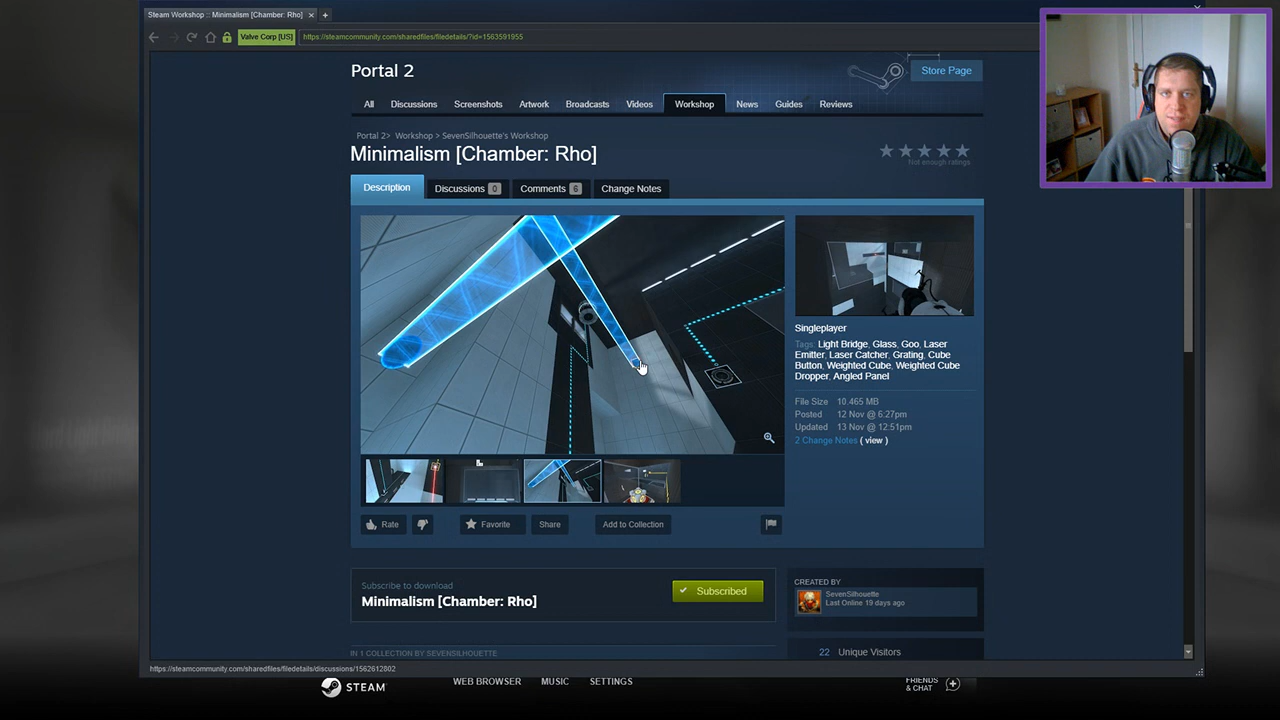 Steam Workshop :: Minimalism [Chamber: Rho]
Valve Corp [US]
https://steamcommunity.com/sharedfiles/filedetails/?id=1563591955
Portal 2
Store Page
All Discussions Screenshots Artwork Broadcasts Videos Workshop News Guides Reviews
Portal 2> Workshop > SevenSilhouette's Workshop
Minimalism [Chamber: Rho]
Not enough ratings
Description Discussions 0 Comments 6 Change Notes
Singleplayer
Tags: Light Bridge, Glass, Goo, Laser
Emitter, Laser Catcher, Grating, Cube
Button, Weighted Cube, Weighted Cube
Dropper, Angled Panel
File Size 10.465 MB
Posted 12 Nov @ 6:27pm
Updated 13 Nov @ 12:51pm
2 Change Notes ( view )
Rate Favorite Share Add to Collection
Subscribe to download
Minimalism [Chamber: Rho]
Subscribed
CREATED BY
SevenSilhouette
Last Online 19 days ago
IN 1 COLLECTION BY SEVENSILHOUETTE
22 Unique Visitors
https://steamcommunity.com/sharedfiles/filedetails/discussions/1562612802
STEAM
WEB BROWSER MUSIC SETTINGS
FRIENDS
& CHAT